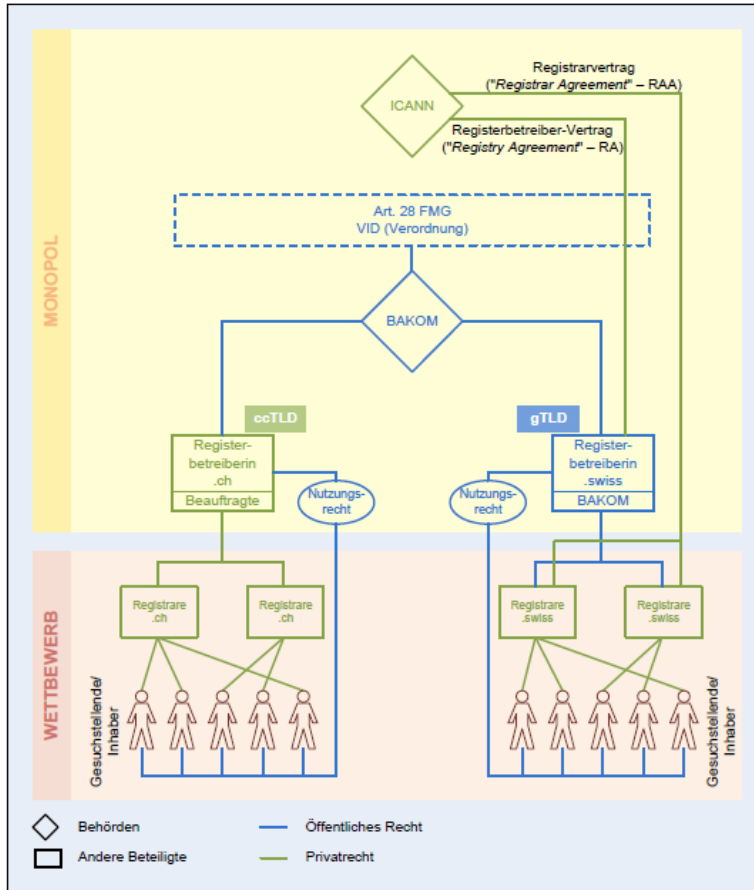 MONOPOL
ICANN
Registrarvertrag
("Registrar Agreement" – RAA)
Registerbetreiber-Vertrag
("Registry Agreement" – RA)
Art. 28 FMG
VID (Verordnung)
BAKOM
ccTLD
gTLD
Register-
betreiberin
.ch
Beauftragte
Nutzungs-
recht
Nutzungs-
recht
Register-
betreiberin
.swiss
BAKOM
WETTBEWERB
Registrare
.ch
Registrare
.ch
Registrare
.swiss
Registrare
.swiss
Gesuchstellende/
Inhaber
Gesuchstellende/
Inhaber
Behörden
Öffentliches Recht
Andere Beteiligte
Privatrecht